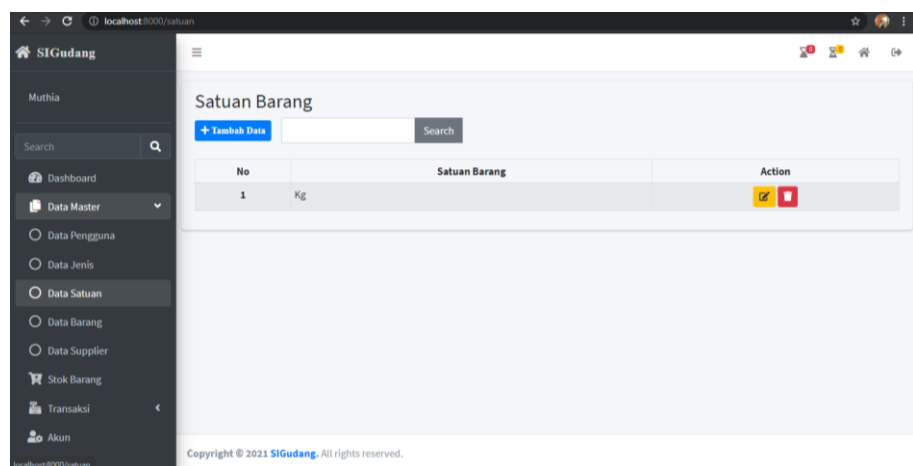 localhost:8000/satuan
SIGudang
Muthia
Satuan Barang
Tambah Data
Search
Search
No Satuan Barang Action
1 Kg
Dashboard
Data Master
Data Pengguna
Data Jenis
Data Satuan
Data Barang
Data Supplier
Stok Barang
Transaksi
Akun
Copyright © 2021 SIGudang. All rights reserved.
localhost:8000/satuan